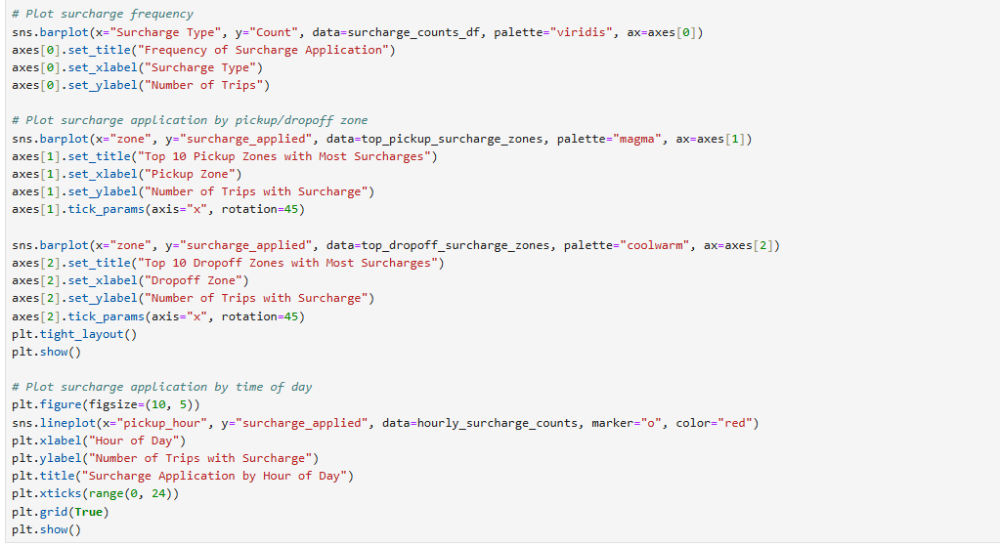 # Plot surcharge frequency
sns.barplot(x="Surcharge Type", y="Count", data=surcharge_counts_df, palette="viridis", ax=axes[0])
axes[0].set_title("Frequency of Surcharge Application")
axes[0].set_xlabel("Surcharge Type")
axes[0].set_ylabel("Number of Trips")

# Plot surcharge application by pickup/dropoff zone
sns.barplot(x="zone", y="surcharge_applied", data=top_pickup_surcharge_zones, palette="magma", ax=axes[1])
axes[1].set_title("Top 10 Pickup Zones with Most Surcharges")
axes[1].set_xlabel("Pickup Zone")
axes[1].set_ylabel("Number of Trips with Surcharge")
axes[1].tick_params(axis="x", rotation=45)

sns.barplot(x="zone", y="surcharge_applied", data=top_dropoff_surcharge_zones, palette="coolwarm", ax=axes[2])
axes[2].set_title("Top 10 Dropoff Zones with Most Surcharges")
axes[2].set_xlabel("Dropoff Zone")
axes[2].set_ylabel("Number of Trips with Surcharge")
axes[2].tick_params(axis="x", rotation=45)
plt.tight_layout()
plt.show()

# Plot surcharge application by time of day
plt.figure(figsize=(10, 5))
sns.lineplot(x="pickup_hour", y="surcharge_applied", data=hourly_surcharge_counts, marker="o", color="red")
plt.xlabel("Hour of Day")
plt.ylabel("Number of Trips with Surcharge")
plt.title("Surcharge Application by Hour of Day")
plt.xticks(range(0, 24))
plt.grid(True)
plt.show()